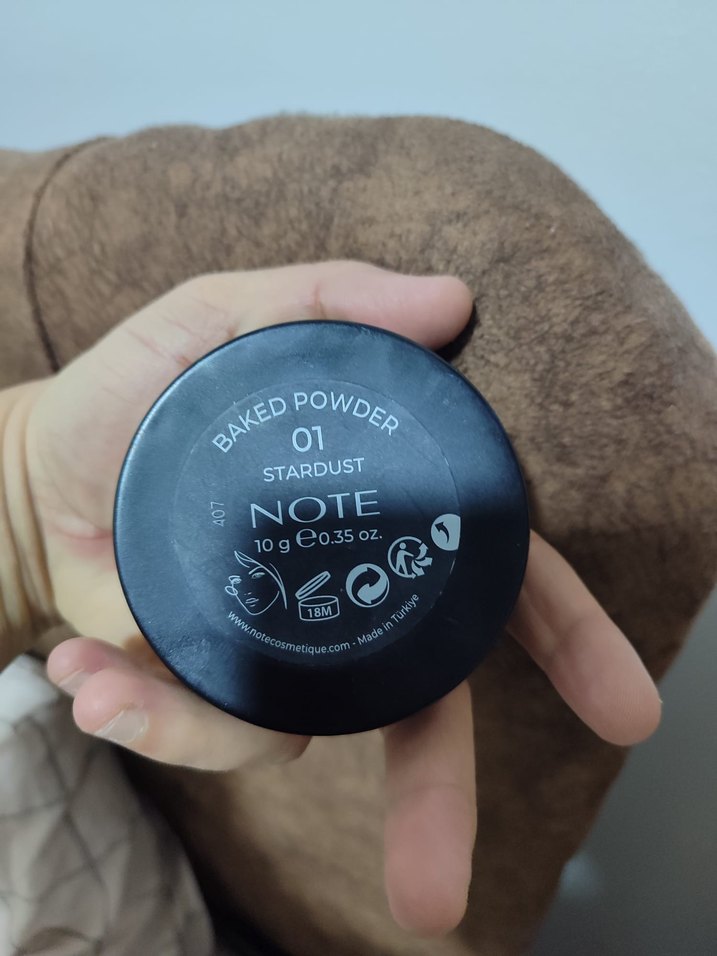 BAKED POWDER
01
STARDUST
407
NOTE
10 g ℮0.35 oz.
18M
www.notecosmetique.com - Made in Türkiye